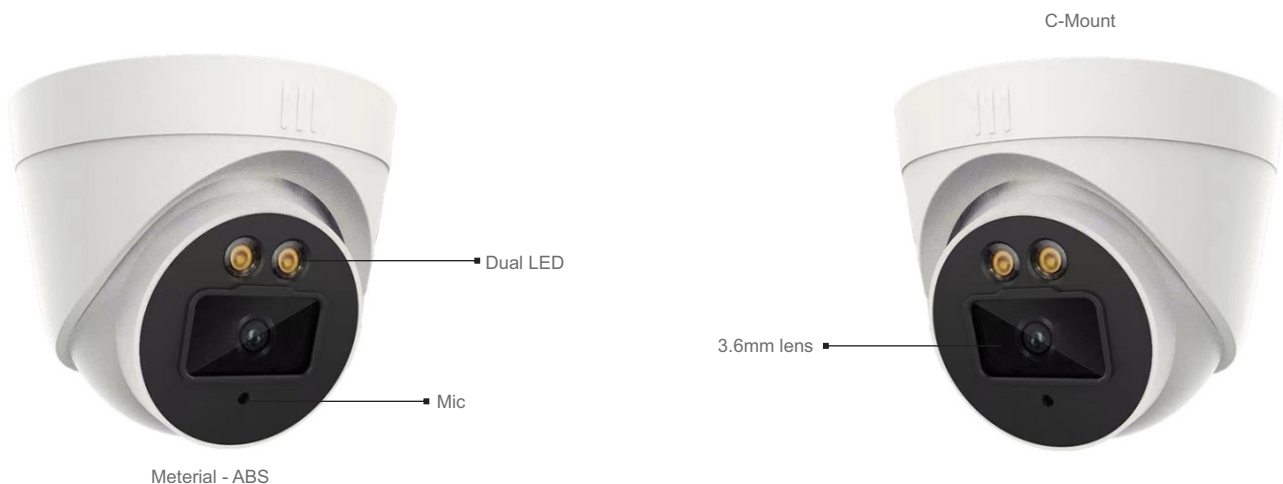 C-Mount
Dual LED
3.6mm lens
Mic
Meterial - ABS